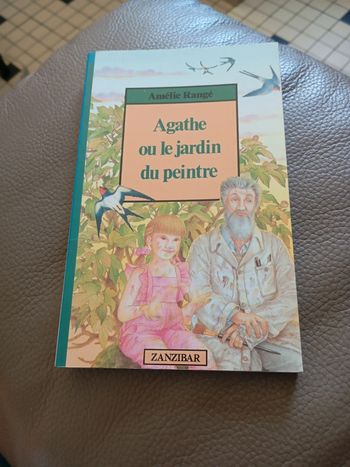 Amélie Rangé
Agathe
ou le jardin
du peintre
ZANZIBAR